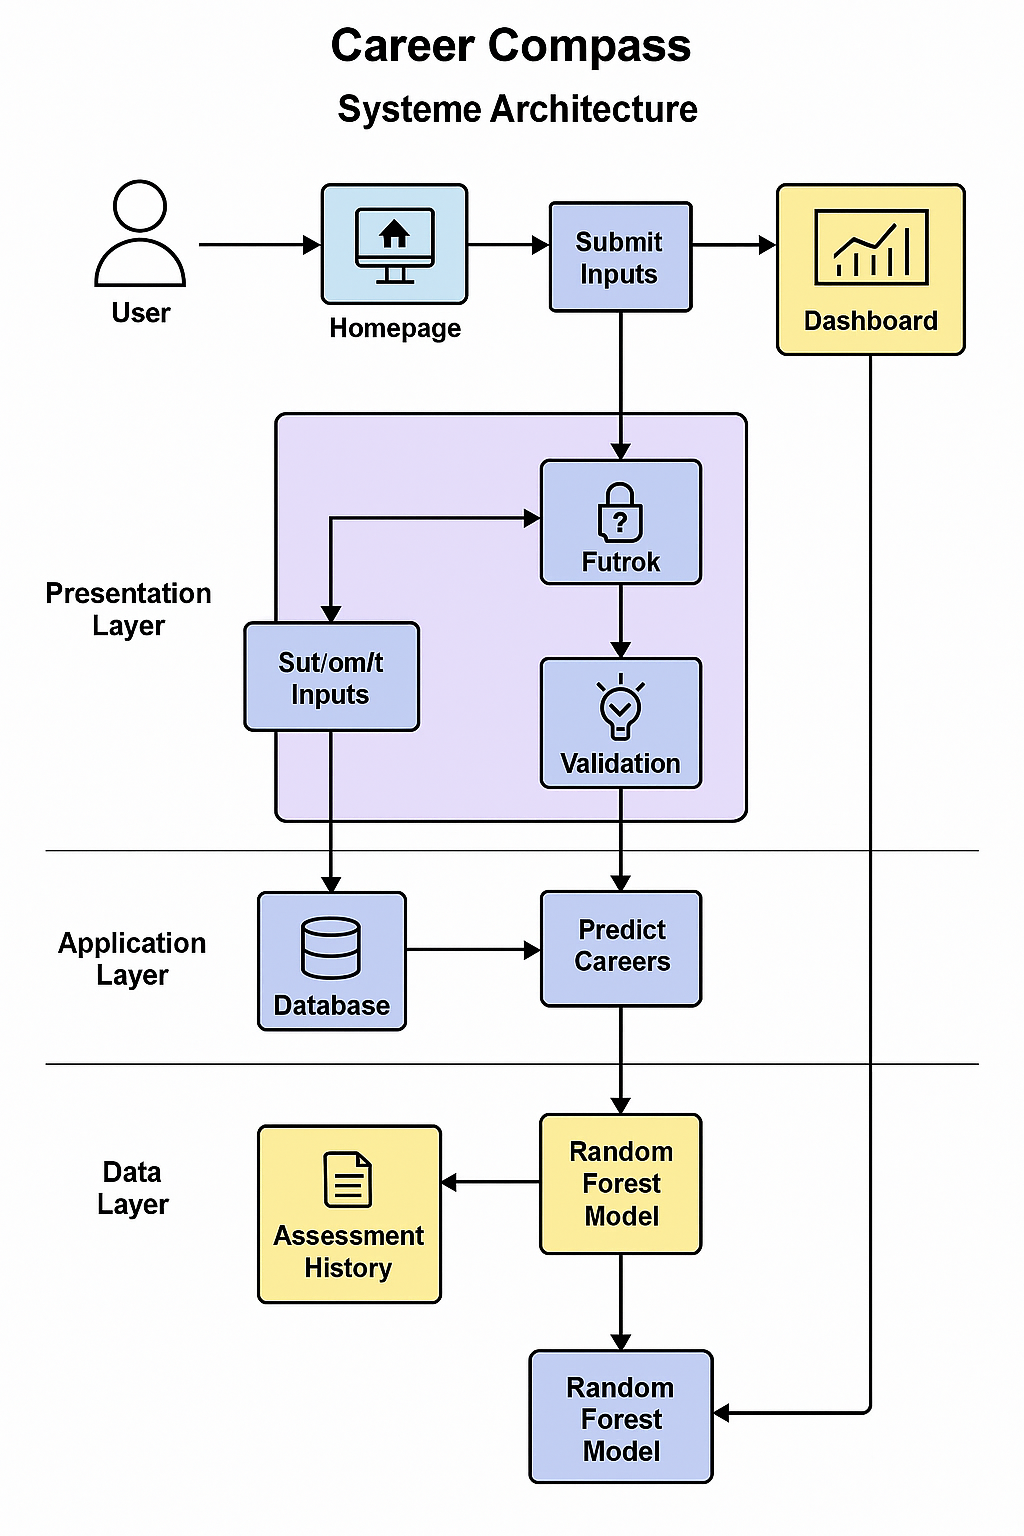 Career Compass
Systeme Architecture
User
Homepage
Submit
Inputs
Dashboard
Presentation
Layer
?
Futrok
Sut/om/t
Inputs
Validation
Application
Layer
Database
Predict
Careers
Data
Layer
Assessment
History
Random
Forest
Model
Random
Forest
Model